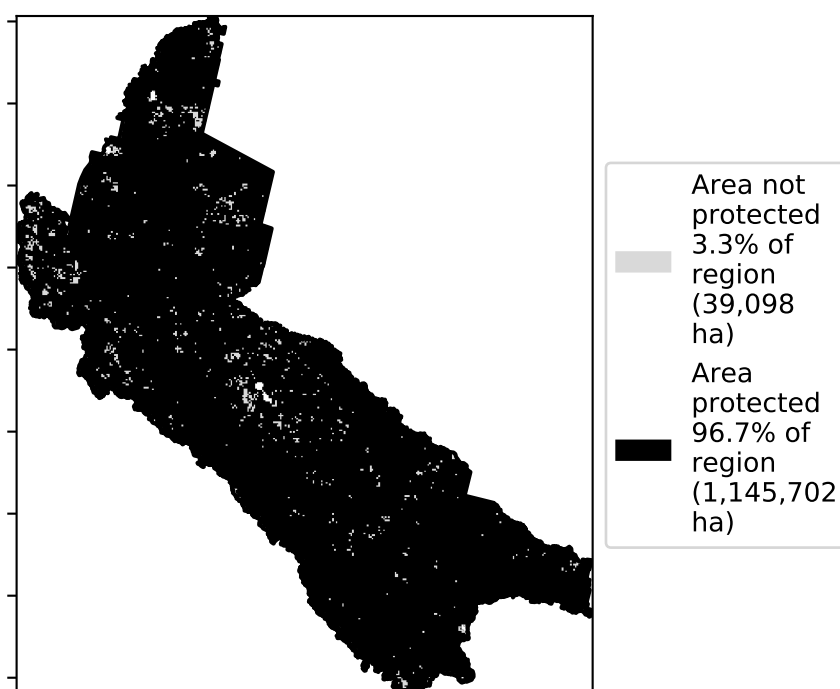 Area not
protected
3.3% of
region
(39,098
ha)
Area
protected
96.7% of
region
(1,145,702
ha)